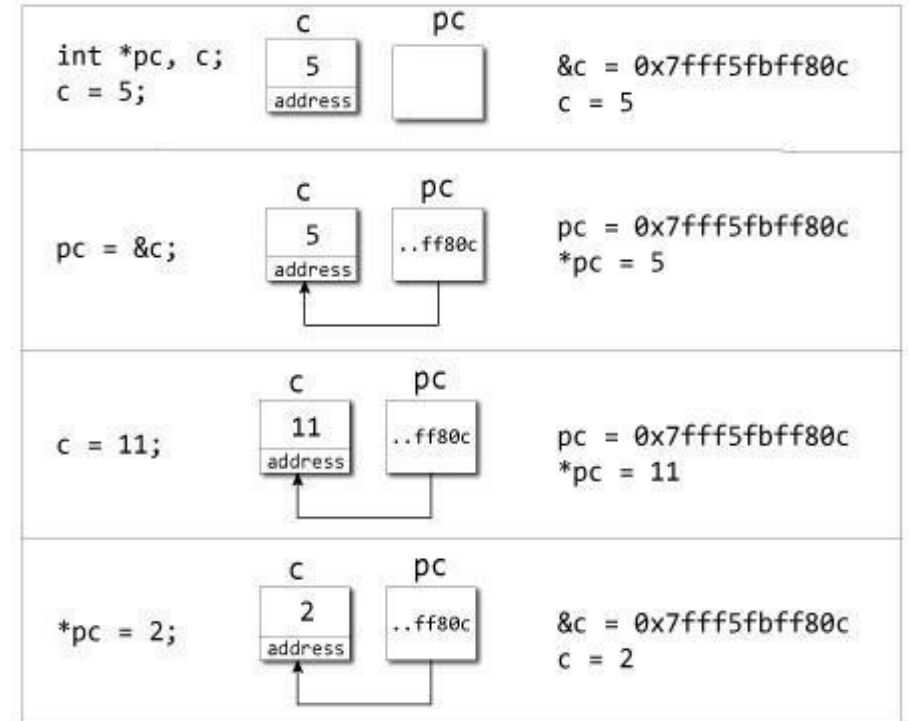 int *pc, c;
c = 5;
c
pc
5
address
&c = 0x7fff5fbff80c
c = 5
pc = &c;
c
pc
5
address
..ff80c
pc = 0x7fff5fbff80c
*pc = 5
c = 11;
c
pc
11
address
..ff80c
pc = 0x7fff5fbff80c
*pc = 11
*pc = 2;
c
pc
2
address
..ff80c
&c = 0x7fff5fbff80c
c = 2